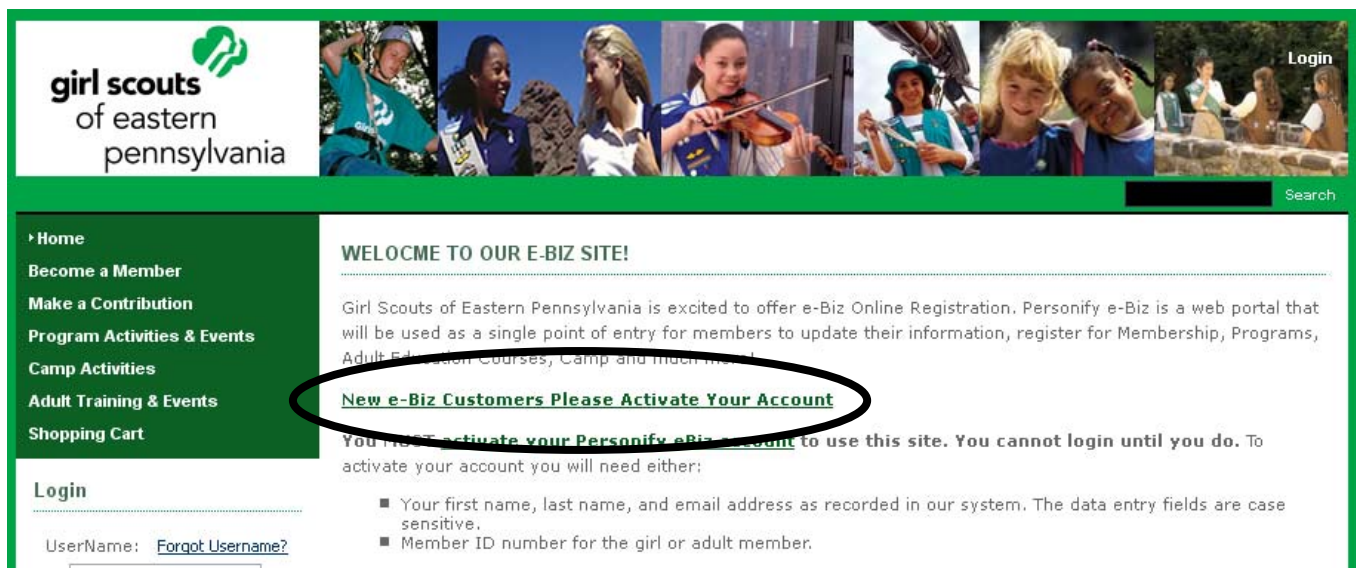 girl scouts
of eastern
pennsylvania
Login
Search
Home
Become a Member
Make a Contribution
Program Activities & Events
Camp Activities
Adult Training & Events
Shopping Cart
Login
UserName: Forgot Username?
WELOCME TO OUR E-BIZ SITE!
Girl Scouts of Eastern Pennsylvania is excited to offer e-Biz Online Registration. Personify e-Biz is a web portal that
will be used as a single point of entry for members to update their information, register for Membership, Programs,
Adult Education Courses, Camp and much more!
New e-Biz Customers Please Activate Your Account
You MUST activate your Personify eBiz account to use this site. You cannot login until you do. To
activate your account you will need either:
■ Your first name, last name, and email address as recorded in our system. The data entry fields are case
sensitive.
■ Member ID number for the girl or adult member.